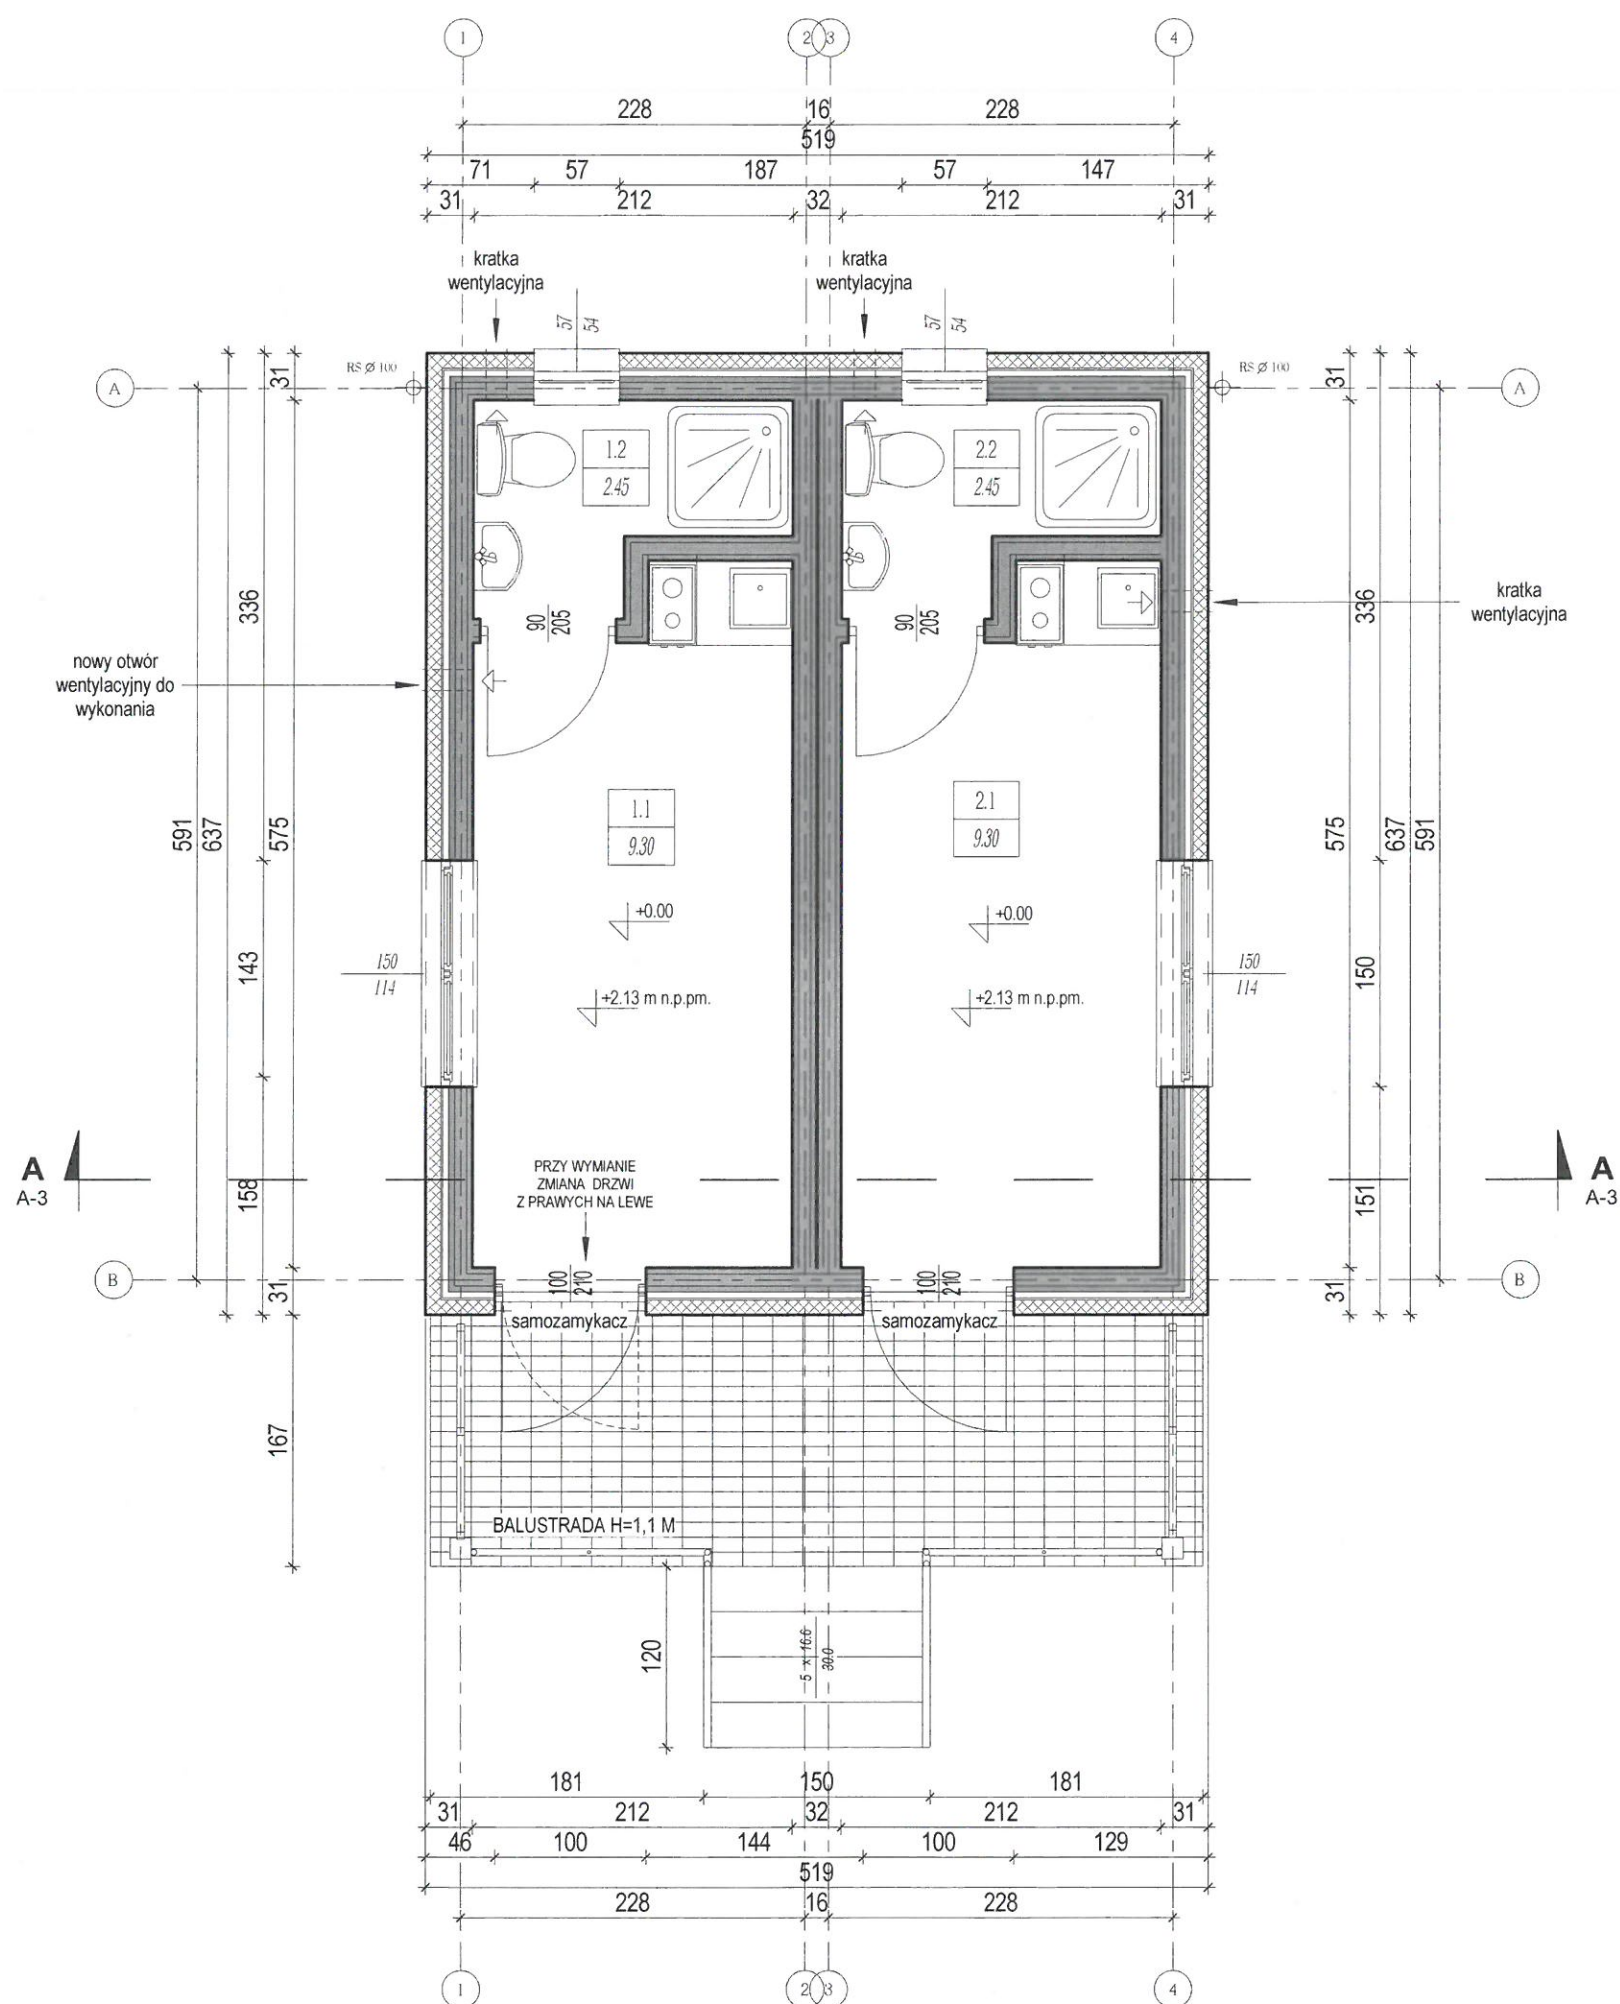 1 2 3 4
228 16 228
519
71 57 187 57 147
31 212 32 212 31
kratka
wentylacyjna
kratka
wentylacyjna
57
54
57
54
RS Ø 100
RS Ø 100
A
A
31
31
1.2
2.45
2.2
2.45
336
336
90
205
90
205
kratka
wentylacyjna
nowy otwór
wentylacyjny do
wykonania
1.1
9.30
2.1
9.30
591
637
575
575
637
591
+0.00
+0.00
143
150
150
114
150
114
+2.13 m n.p.pm.
+2.13 m n.p.pm.
PRZY WYMIANIE
ZMIANA DRZWI
Z PRAWYCH NA LEWE
A
A-3
A
A-3
158
151
B
B
31
31
100
210
100
210
samozamykacz
samozamykacz
167
BALUSTRADA H=1,1 M
120
5 x 16.6
30.0
181 150 181
31 212 32 212 31
46 100 144 100 129
519
228 16 228
1 2 3 4